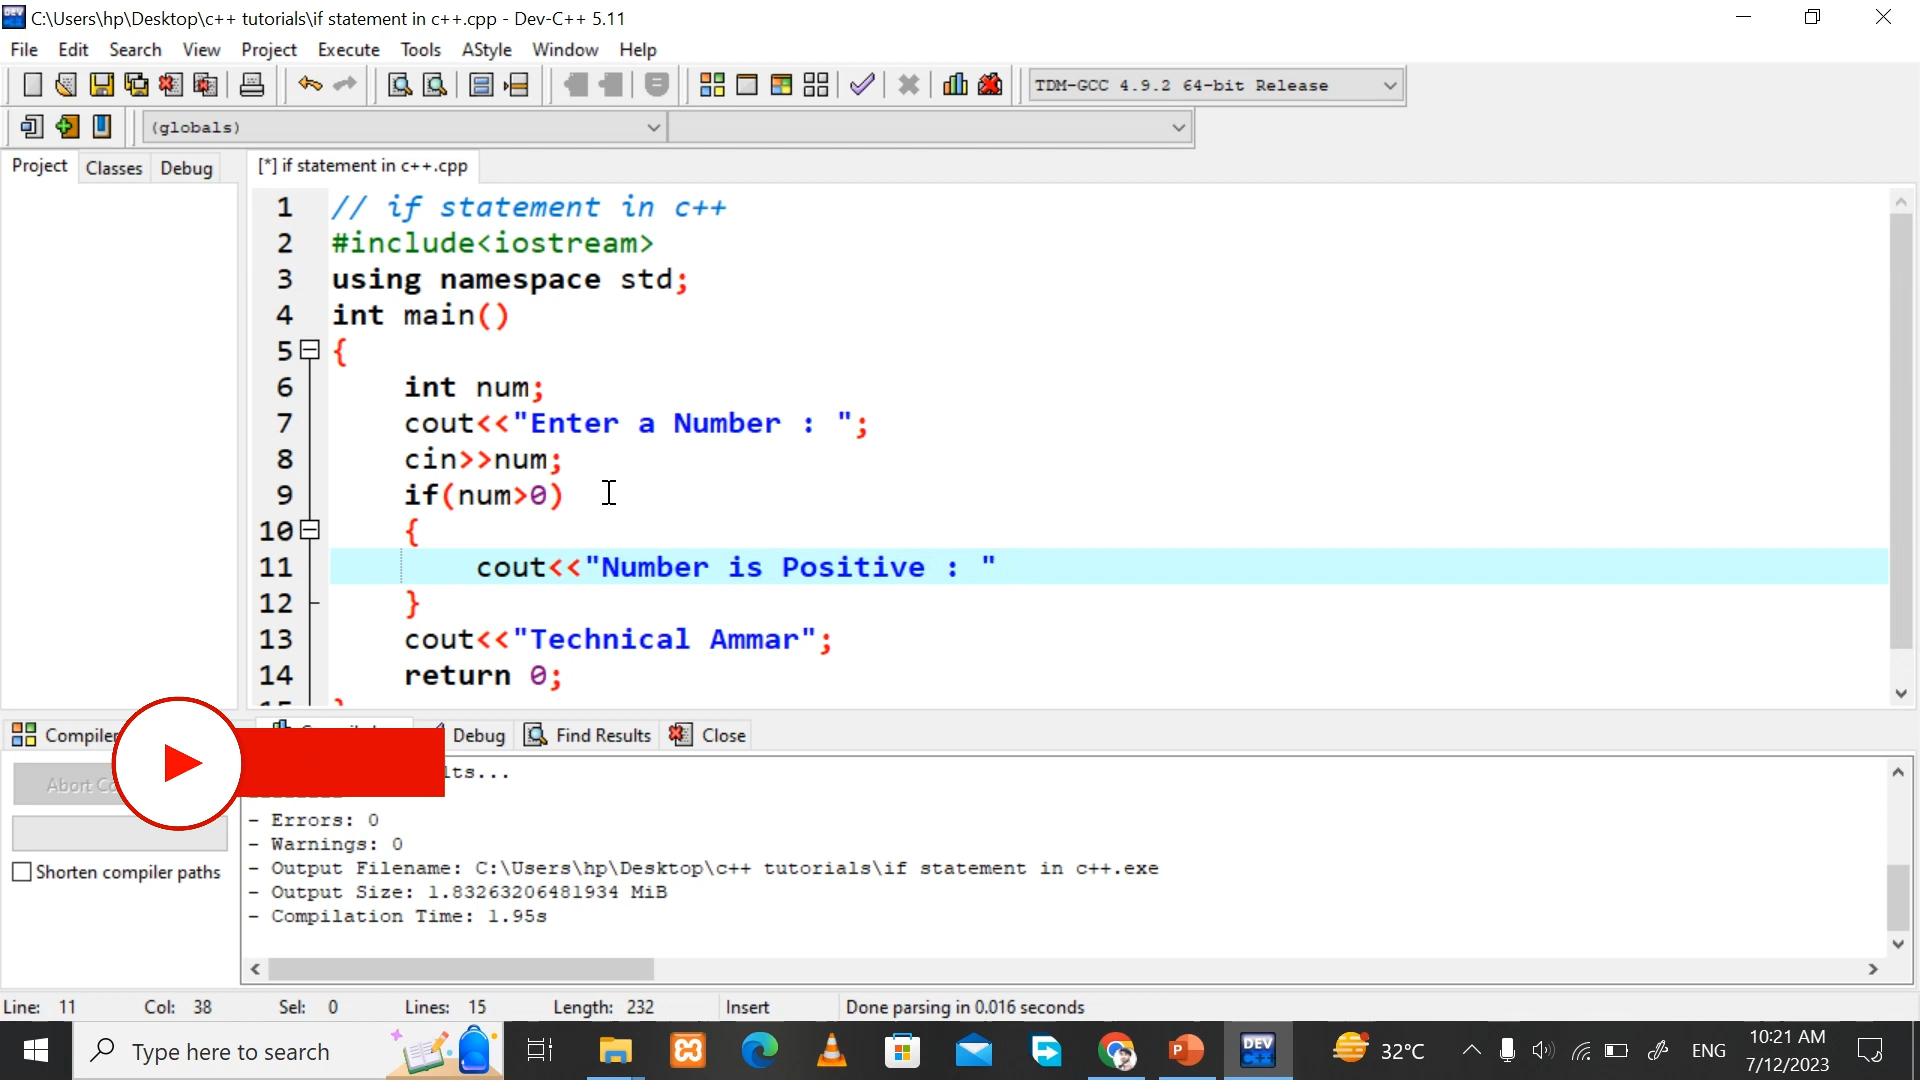 C:\Users\hp\Desktop\c++ tutorials\if statement in c++.cpp - Dev-C++ 5.11
File Edit Search View Project Execute Tools AStyle Window Help
TDM-GCC 4.9.2 64-bit Release
(globals)
Project Classes Debug [*] if statement in c++.cpp
1 // if statement in c++
2 #include<iostream>
3 using namespace std;
4 int main()
5 {
6 int num;
7 cout<<"Enter a Number : ";
8 cin>>num;
9 if(num>0)
10 {
11 cout<<"Number is Positive : "
12 }
13 cout<<"Technical Ammar";
14 return 0;
Compiler Debug Find Results Close
Abort
- Errors: 0
- Warnings: 0
- Output Filename: C:\Users\hp\Desktop\c++ tutorials\if statement in c++.exe
- Output Size: 1.83263206481934 MiB
- Compilation Time: 1.95s
Shorten compiler paths
Line: 11 Col: 38 Sel: 0 Lines: 15 Length: 232 Insert Done parsing in 0.016 seconds
Type here to search
DEV C++
32°C
ENG
10:21 AM
7/12/2023